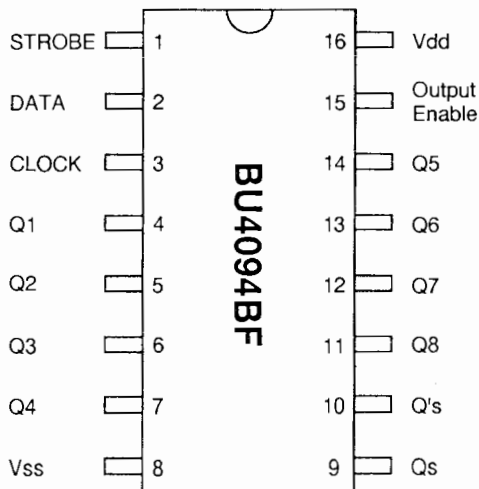 STROBE 1 16 Vdd
DATA 2 15 Output Enable
CLOCK 3 14 Q5
Q1 4 13 Q6
Q2 5 12 Q7
Q3 6 11 Q8
Q4 7 10 Q's
Vss 8 9 Qs
BU4094BF